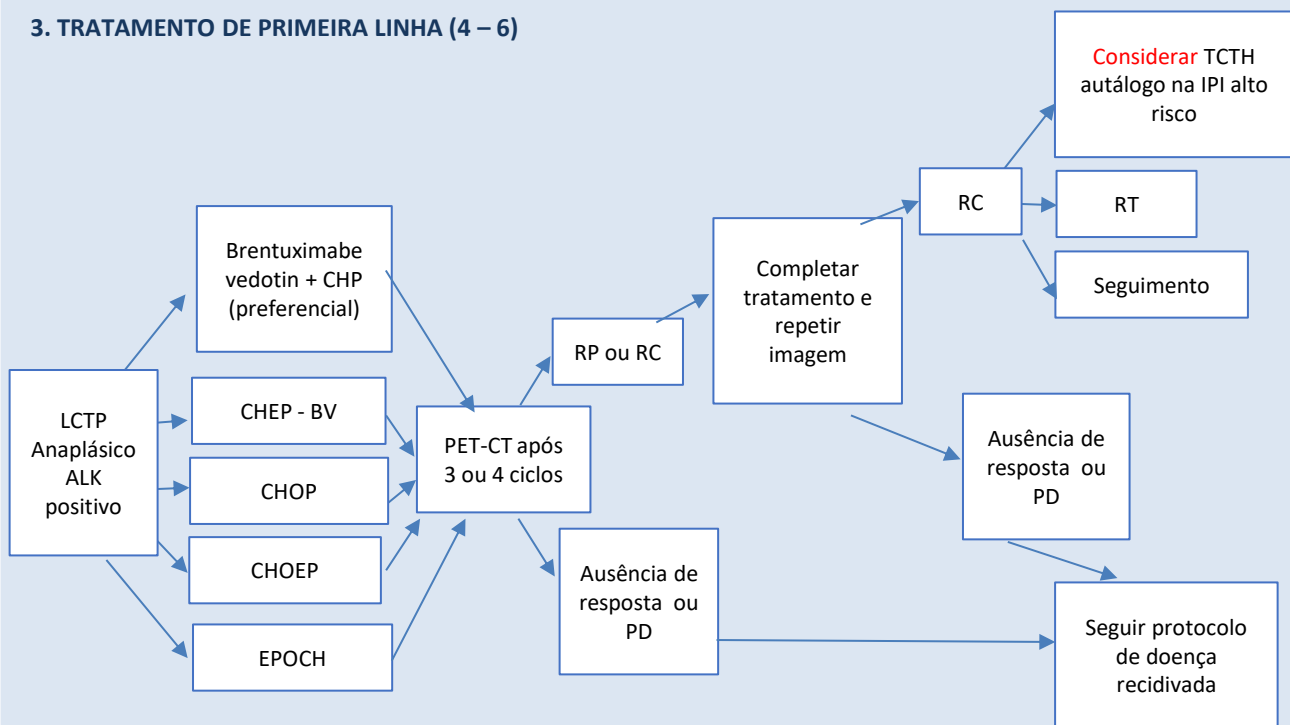 3. TRATAMENTO DE PRIMEIRA LINHA (4 – 6)
LCTP
Anaplásico
ALK
positivo
Brentuximabe
vedotin + CHP
(preferencial)
CHEP - BV
CHOP
CHOEP
EPOCH
PET-CT após
3 ou 4 ciclos
RP ou RC
Ausência de
resposta ou
PD
Completar
tratamento e
repetir
imagem
RC
Considerar TCTH
autálogo na IPI alto
risco
RT
Seguimento
Ausência de
resposta ou
PD
Seguir protocolo
de doença
recidivada